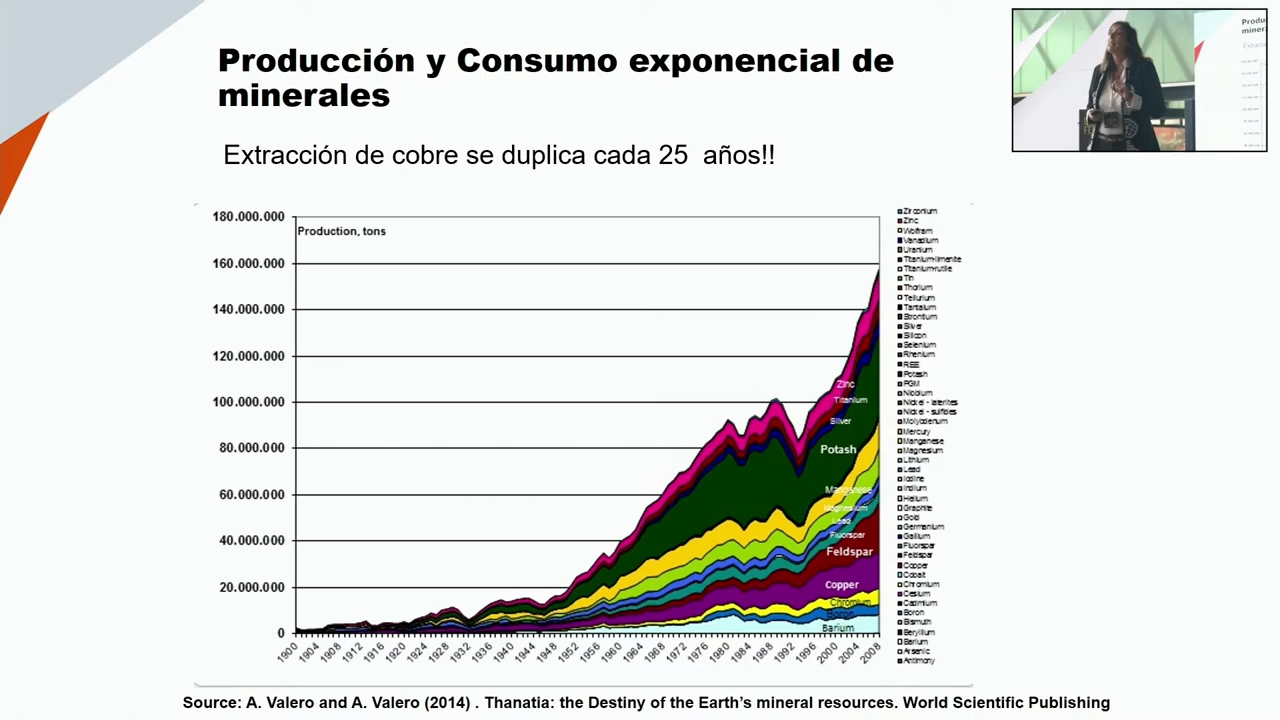 Producción y Consumo exponencial de
minerales
Extracción de cobre se duplica cada 25 años!!
Production, tons
180.000.000
160.000.000
140.000.000
120.000.000
100.000.000
80.000.000
60.000.000
40.000.000
20.000.000
0
1900
1904
1908
1912
1916
1920
1924
1928
1932
1936
1940
1944
1948
1952
1956
1960
1964
1968
1972
1976
1980
1984
1988
1992
1996
2000
2004
2008
Zinc
Titanium
Silver
Potash
Manganese
Magnesium
Lead
Fluorspar
Feldspar
Copper
Chromium
Boron
Barium
Zirconium
Zinc
Wolfram
Vanadium
Uranium
Titanium-ilmenite
Titanium-rutile
Tin
Thorium
Tellurium
Tantalum
Strontium
Silver
Silicon
Selenium
Rhenium
REE
Potash
PGM
Niobium
Nickel - laterites
Nickel - sulfides
Molybdenum
Mercury
Manganese
Magnesium
Lithium
Lead
Iodine
Indium
Helium
Graphite
Gold
Germanium
Gallium
Fluorspar
Feldspar
Copper
Cobalt
Chromium
Cesium
Cadmium
Boron
Bismuth
Beryllium
Barium
Arsenic
Antimony
Source: A. Valero and A. Valero (2014) . Thanatia: the Destiny of the Earth's mineral resources. World Scientific Publishing